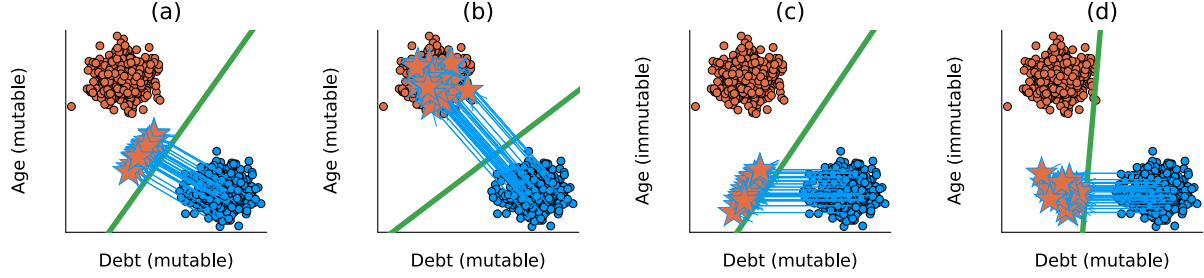 (a)
Age (mutable)
Debt (mutable)
(b)
Age (mutable)
Debt (mutable)
(c)
Age (immutable)
Debt (mutable)
(d)
Age (immutable)
Debt (mutable)